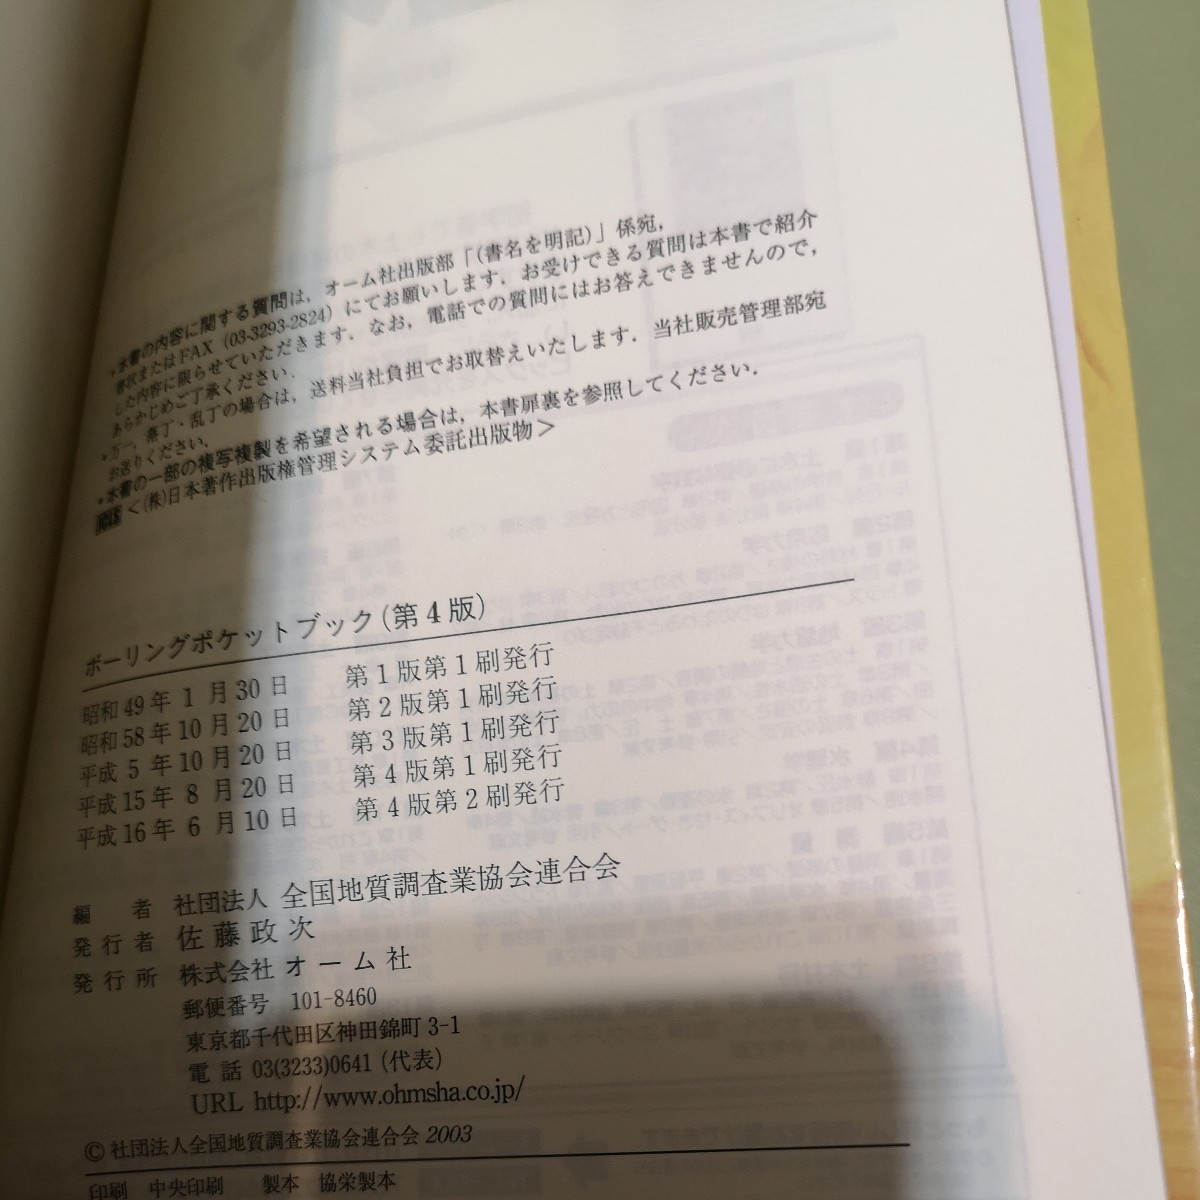 ・本書の内容に関する質問は，オーム社出版部「(書名を明記)」係宛，
書状またはFAX（03-3293-2824）にてお願いします．お受けできる質問は本書で紹介
した内容に限らせていただきます．なお，電話での質問にはお答えできませんので，
あらかじめご了承ください．
・万一，落丁・乱丁の場合は，送料当社負担でお取替えいたします．当社販売管理部宛
お送りください．
・本書の一部の複写複製を希望される場合は，本書扉裏を参照してください．
JCLS ＜(株)日本著作出版権管理システム委託出版物＞
ボーリングポケットブック(第4版)
昭和49年 1 月30日 第1版第1刷発行
昭和58年10月20日 第2版第1刷発行
平成 5 年10月20日 第3版第1刷発行
平成15年 8 月20日 第4版第1刷発行
平成16年 6 月10日 第4版第2刷発行
編 者 社団法人 全国地質調査業協会連合会
発行者 佐藤政次
発行所 株式会社 オーム社
郵便番号 101-8460
東京都千代田区神田錦町3-1
電話 03(3233)0641(代表)
URL http://www.ohmsha.co.jp/
© 社団法人全国地質調査業協会連合会 2003
印刷 中央印刷 製本 協栄製本